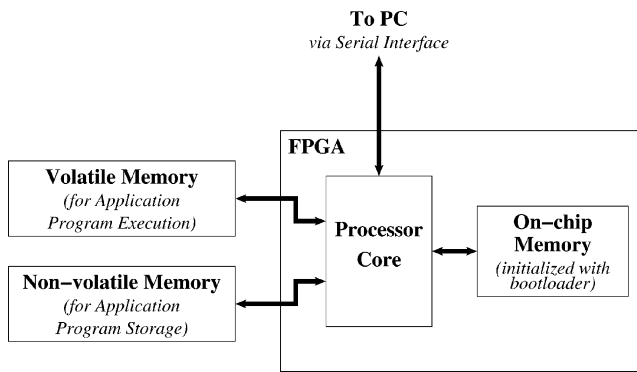 To PC
via Serial Interface
FPGA
Volatile Memory
(for Application
Program Execution)
Non-volatile Memory
(for Application
Program Storage)
Processor
Core
On-chip
Memory
(initialized with
bootloader)